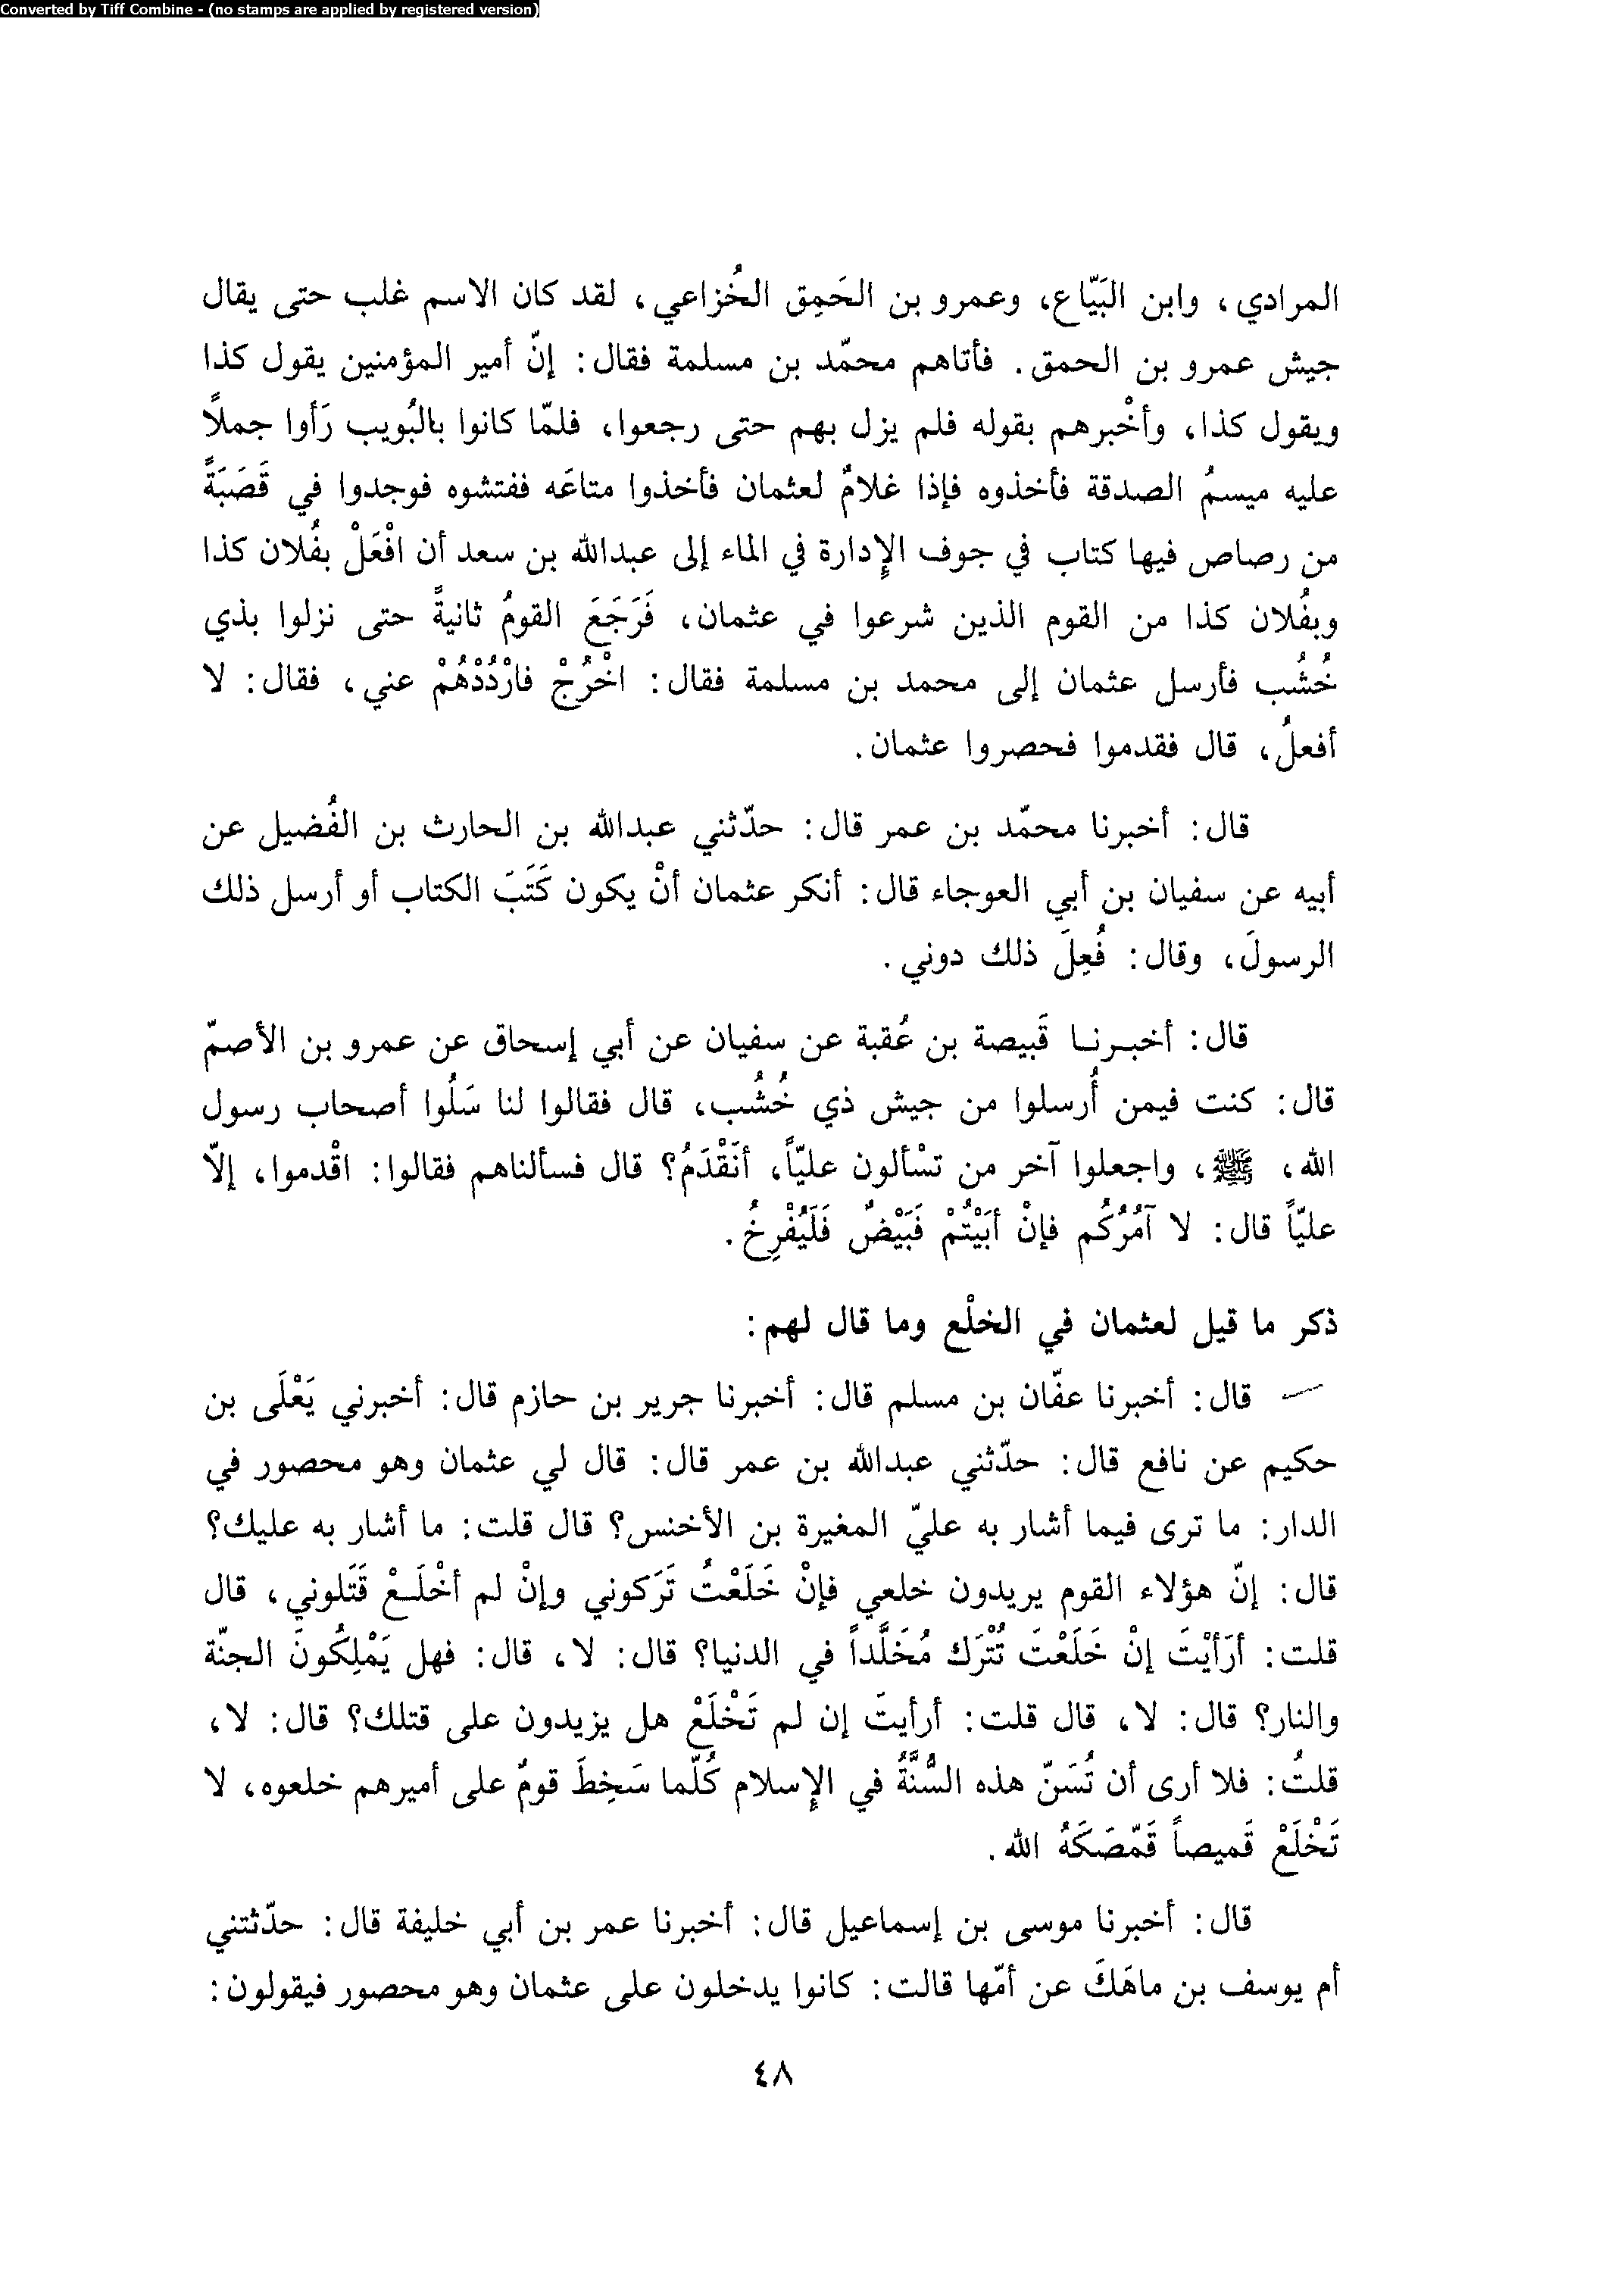 Converted by Tiff Combine - (no stamps are applied by registered version)
المرادي، وابن البَيّاع، وعمرو بن الحَمِق الخُزاعي، لقد كان الاسم غلب حتى يقال
جيش عمرو بن الحمق. فأتاهم محمّد بن مسلمة فقال: إنّ أمير المؤمنين يقول كذا
ويقول كذا، وأخْبرهم بقوله فلم يزل بهم حتى رجعوا، فلمّا كانوا بالبُويب رَأوا جملاً
عليه ميسمُ الصدقة فأخذوه فإذا غلامٌ لعثمان فأخذوا متاعَه ففتشوه فوجدوا في قَصَبَةً
من رصاص فيها كتاب في جوف الإِدارة في الماء إلى عبدالله بن سعد أن افْعَلْ بفُلان كذا
وبفُلان كذا من القوم الذين شرعوا في عثمان، فَرَجَعَ القومُ ثانيةً حتى نزلوا بذي
خُشُب فأرسل عثمان إلى محمد بن مسلمة فقال: اخْرُجْ فارْدُدْهُمْ عني، فقال: لا
أفعلُ، قال فقدموا فحصروا عثمان.
قال: أخبرنا محمّد بن عمر قال: حدّثني عبدالله بن الحارث بن الفُضيل عن
أبيه عن سفيان بن أبي العوجاء قال: أنكر عثمان أنْ يكون كَتَبَ الكتاب أو أرسل ذلك
الرسولَ، وقال: فُعِلَ ذلك دوني.
قال: أخبرنا قَبيصة بن عُقبة عن سفيان عن أبي إسحاق عن عمرو بن الأصمّ
قال: كنت فيمن أُرسلوا من جيش ذي خُشُب، قال فقالوا لنا سَلُوا أصحاب رسول
الله، ﷺ، واجعلوا آخر من تسْألون عليّاً، أنَقْدَمُ؟ قال فسألناهم فقالوا: اقْدموا، إلاّ
عليّاً قال: لا آمُرُكُم فإنْ أبَيْتُمْ فَبَيْضٌ فَلَيُفْرِخُ.
ذكر ما قيل لعثمان في الخلْع وما قال لهم:
قال: أخبرنا عفّان بن مسلم قال: أخبرنا جرير بن حازم قال: أخبرني يَعْلَى بن
حكيم عن نافع قال: حدّثني عبدالله بن عمر قال: قال لي عثمان وهو محصور في
الدار: ما ترى فيما أشار به عليّ المغيرة بن الأخنس؟ قال قلت: ما أشار به عليك؟
قال: إنّ هؤلاء القوم يريدون خلعي فإنْ خَلَعْتُ تَرَكوني وإنْ لم أخْلَعْ قَتَلوني، قال
قلت: أرَأيْتَ إنْ خَلَعْتَ تُتْرَك مُخَلَّداً في الدنيا؟ قال: لا، قال: فهل يَمْلِكُونَ الجنّة
والنار؟ قال: لا، قال قلت: أرأيتَ إن لم تَخْلَعْ هل يزيدون على قتلك؟ قال: لا،
قلتُ: فلا أرى أن تُسَنّ هذه السُّنَّةُ في الإِسلام كُلّما سَخِطَ قومٌ على أميرهم خلعوه، لا
تَخْلَعْ قَميصاً قَمّصَكَهُ الله.
قال: أخبرنا موسى بن إسماعيل قال: أخبرنا عمر بن أبي خليفة قال: حدّثتني
أم يوسف بن ماهَكَ عن أمّها قالت: كانوا يدخلون على عثمان وهو محصور فيقولون:
٤٨